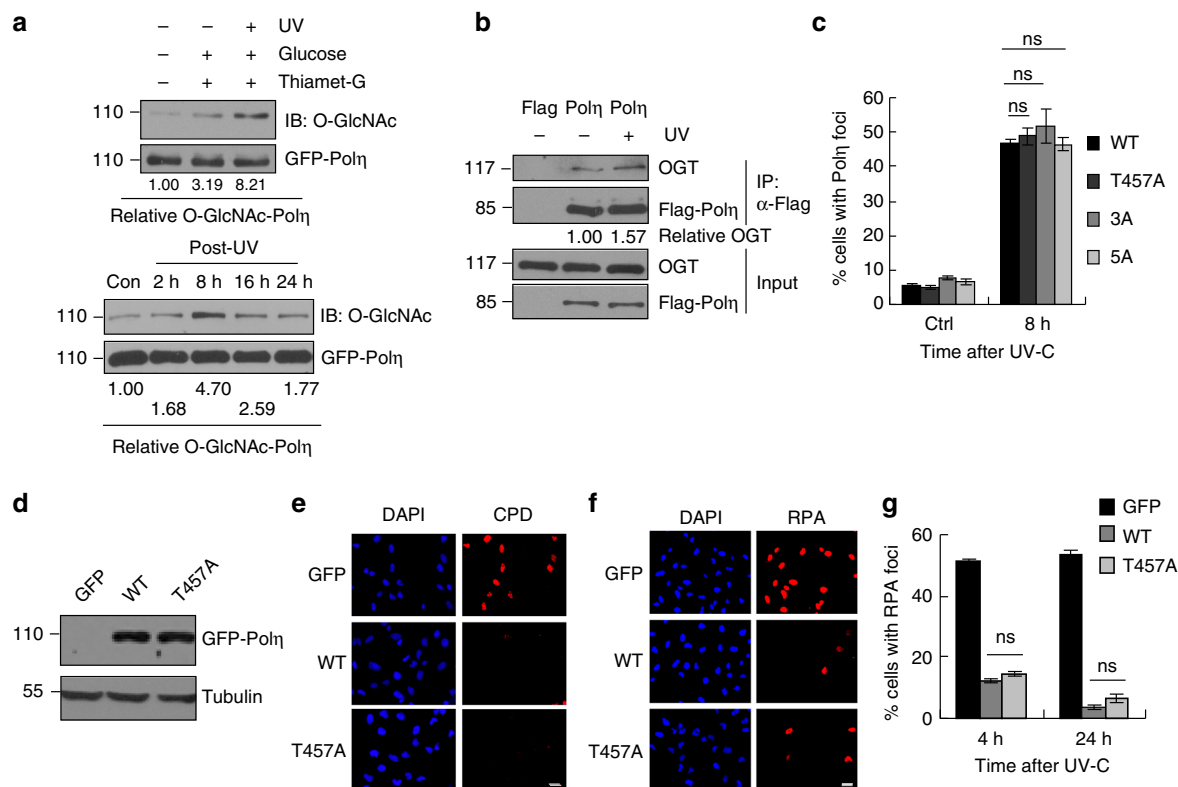 a
– – + UV
– + + Glucose
– + + Thiamet-G
110 – IB: O-GlcNAc
110 – GFP-Polη
1.00 3.19 8.21
Relative O-GlcNAc-Polη
Post-UV
Con 2 h 8 h 16 h 24 h
110 – IB: O-GlcNAc
110 – GFP-Polη
1.00 4.70 1.77
1.68 2.59
Relative O-GlcNAc-Polη
b
Flag Polη Polη
– – + UV
117 – OGT
85 – Flag-Polη
IP:
α-Flag
1.00 1.57 Relative OGT
117 – OGT
85 – Flag-Polη
Input
c
ns
ns
ns
% cells with Polη foci
60
50
40
30
20
10
0
Ctrl 8 h
Time after UV-C
WT
T457A
3A
5A
d
GFP WT T457A
110 – GFP-Polη
55 – Tubulin
e
DAPI CPD
GFP
WT
T457A
f
DAPI RPA
GFP
WT
T457A
g
GFP
WT
T457A
% cells with RPA foci
60
40
20
0
ns
ns
4 h 24 h
Time after UV-C